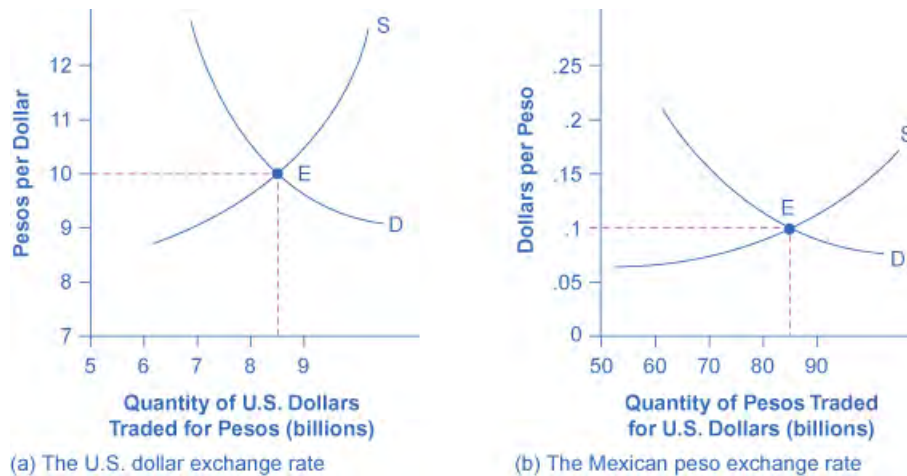 Pesos per Dollar
12
11
10
9
8
7
5
6
7
8
9
S
E
D
Quantity of U.S. Dollars
Traded for Pesos (billions)
(a) The U.S. dollar exchange rate
Dollars per Peso
.25
.2
.15
.1
.05
0
50
60
70
80
90
S
E
D
Quantity of Pesos Traded
for U.S. Dollars (billions)
(b) The Mexican peso exchange rate